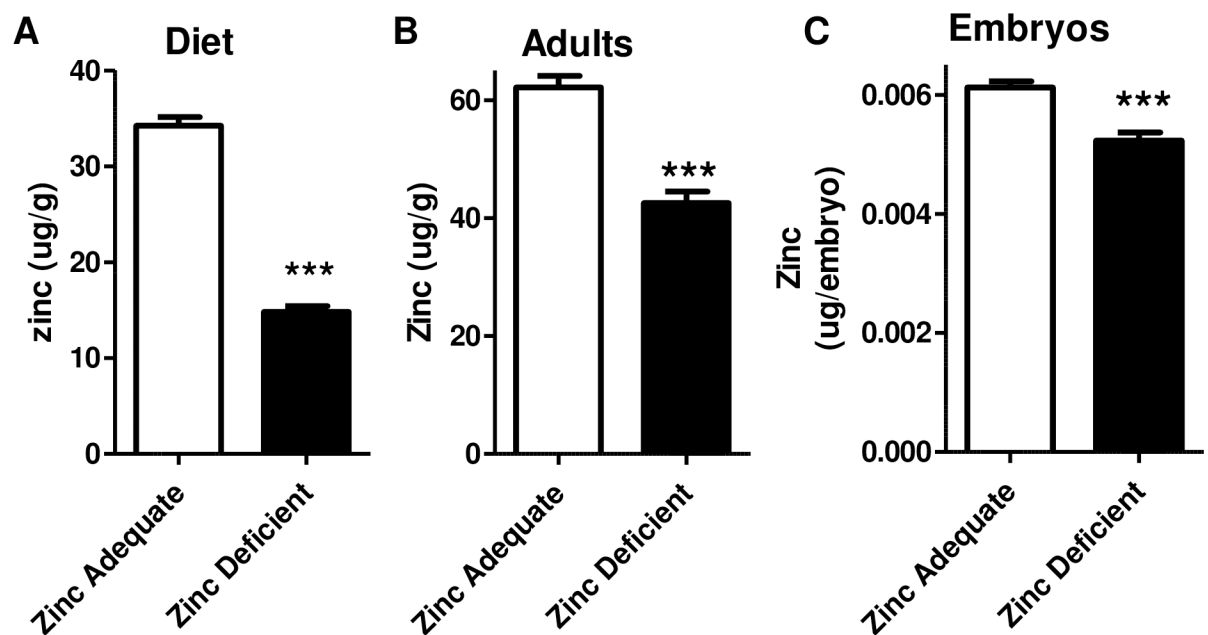 A
Diet
zinc (ug/g)
40
30
20
10
0
***
Zinc Adequate
Zinc Deficient
B
Adults
Zinc (ug/g)
60
40
20
0
***
Zinc Adequate
Zinc Deficient
C
Embryos
Zinc
(ug/embryo)
0.006
0.004
0.002
0.000
***
Zinc Adequate
Zinc Deficient